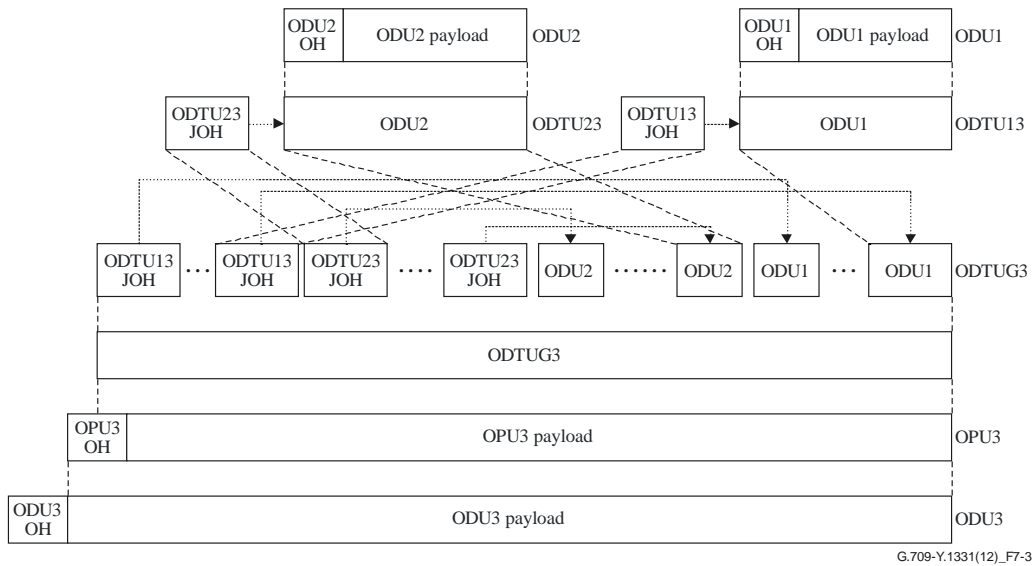 ODU2 OH
ODU2 payload
ODU2
ODU1 OH
ODU1 payload
ODU1
ODTU23 JOH
ODU2
ODTU23
ODTU13 JOH
ODU1
ODTU13
ODTU13 JOH
...
ODTU13 JOH
ODTU23 JOH
....
ODTU23 JOH
ODU2
......
ODU2
ODU1
...
ODU1
ODTUG3
ODTUG3
OPU3 OH
OPU3 payload
OPU3
ODU3 OH
ODU3 payload
ODU3
G.709-Y.1331(12)_F7-3